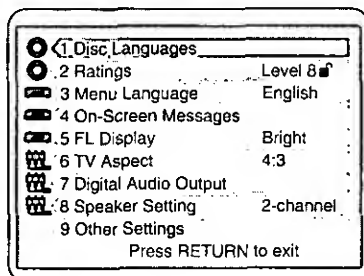 1 Disc Languages
2 Ratings Level 8
3 Menu Language English
4 On-Screen Messages
5 FL Display Bright
6 TV Aspect 4:3
7 Digital Audio Output
8 Speaker Setting 2-channel
9 Other Settings
Press RETURN to exit